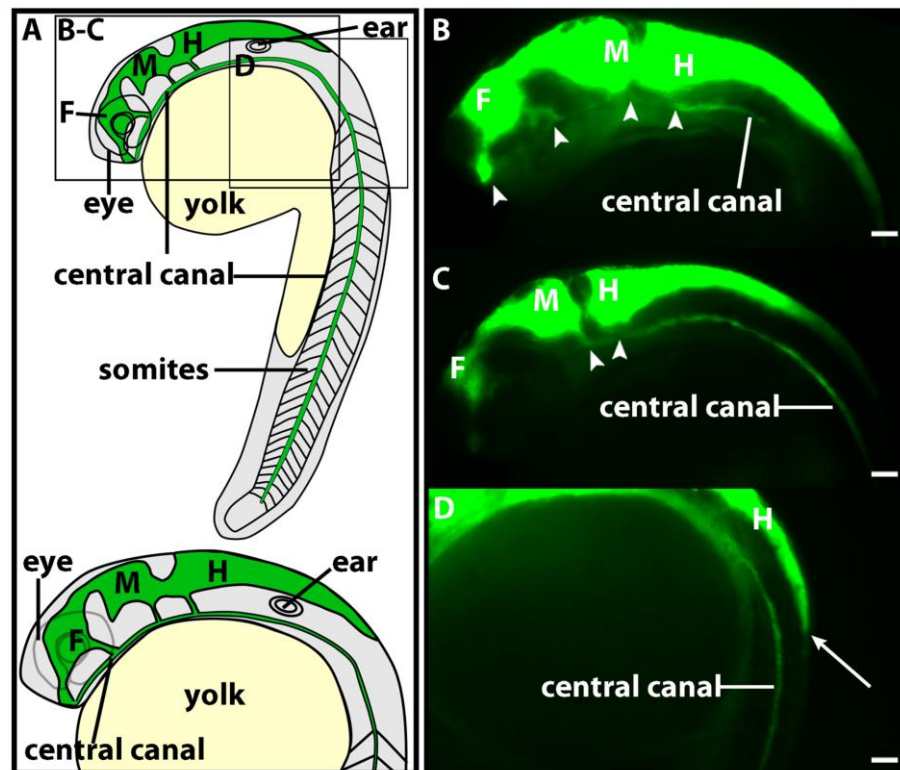 A
B-C
H
ear
M
D
F
eye
yolk
central canal
somites
eye
M
H
ear
F
yolk
central canal
B
M
H
F
central canal
C
M
H
F
central canal
D
H
central canal